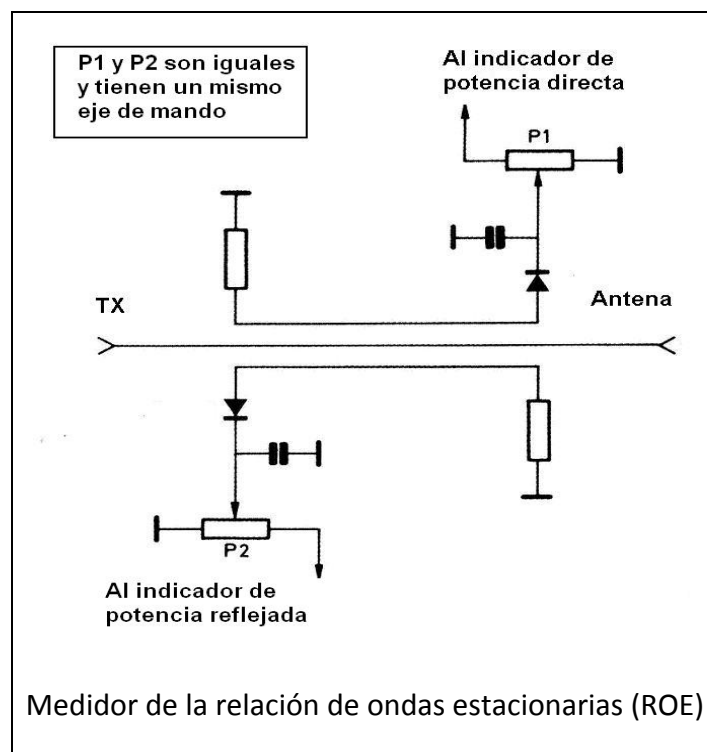 P1 y P2 son iguales
y tienen un mismo
eje de mando
Al indicador de
potencia directa
P1
TX
Antena
P2
Al indicador de
potencia reflejada
Medidor de la relación de ondas estacionarias (ROE)